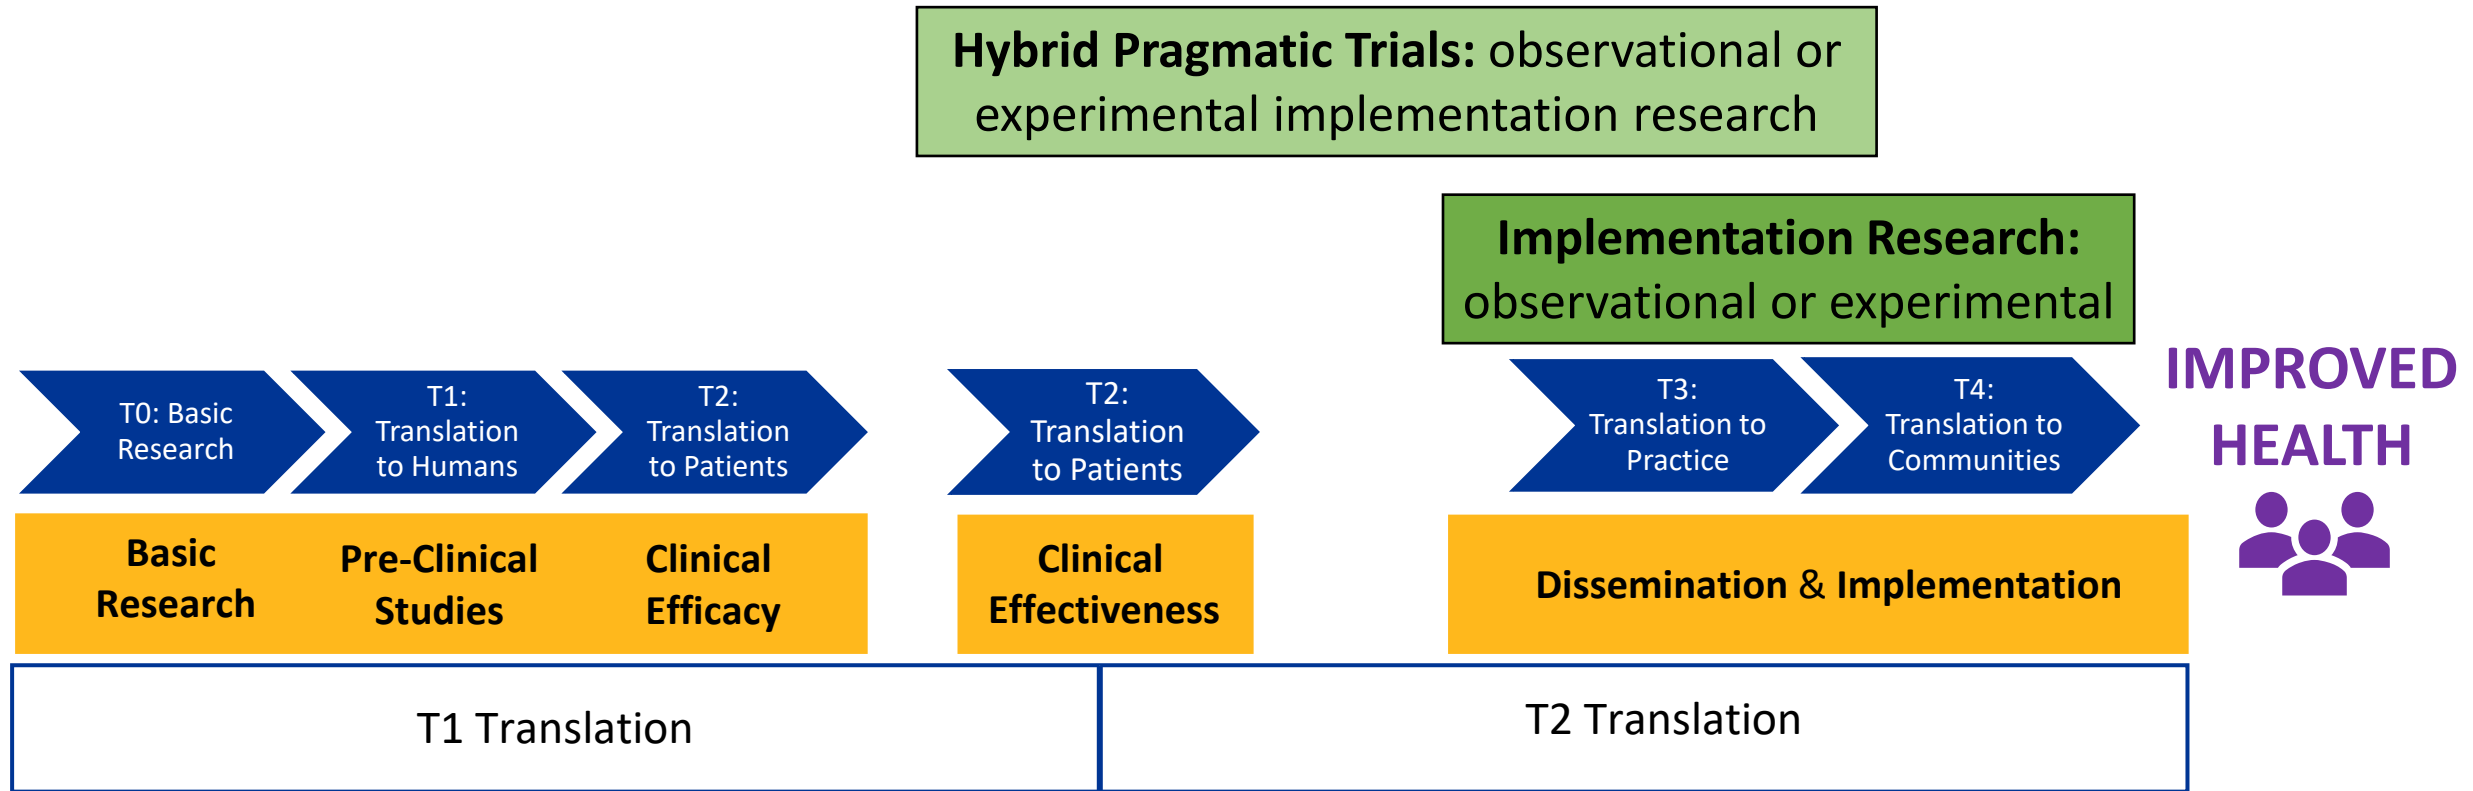 Hybrid Pragmatic Trials: observational or
experimental implementation research
Implementation Research:
observational or experimental
T0: Basic
Research
T1:
Translation
to Humans
T2:
Translation
to Patients
T2:
Translation
to Patients
T3:
Translation to
Practice
T4:
Translation to
Communities
IMPROVED
HEALTH
Basic
Research
Pre-Clinical
Studies
Clinical
Efficacy
Clinical
Effectiveness
Dissemination & Implementation
T1 Translation
T2 Translation